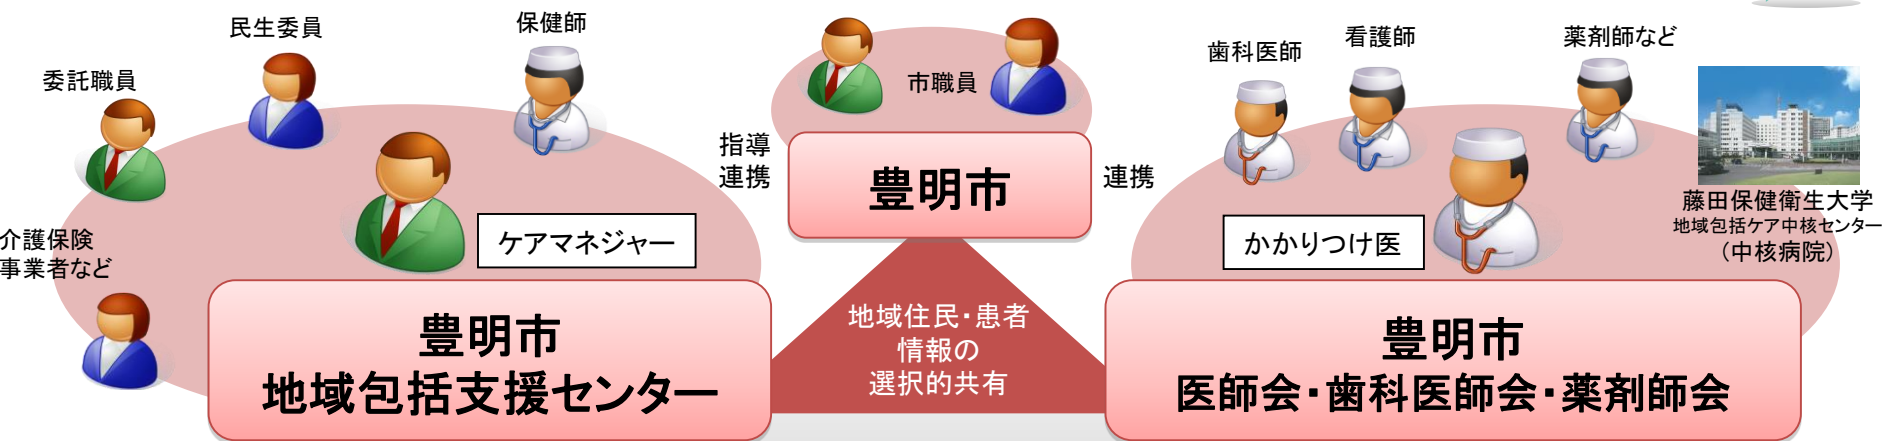 委託職員
民生委員
保健師
介護保険
事業者など
ケアマネジャー
豊明市
地域包括支援センター
指導
連携
市職員
豊明市
連携
地域住民・患者
情報の
選択的共有
歯科医師
看護師
薬剤師など
かかりつけ医
藤田保健衛生大学
地域包括ケア中核センター
（中核病院）
豊明市
医師会・歯科医師会・薬剤師会